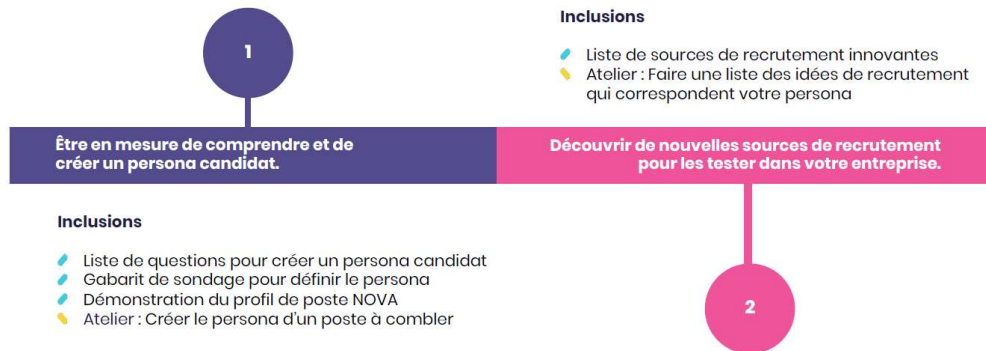 1
Être en mesure de comprendre et de
créer un persona candidat.
Inclusions
Liste de questions pour créer un persona candidat
Gabarit de sondage pour définir le persona
Démonstration du profil de poste NOVA
Atelier : Créer le persona d'un poste à combler
Inclusions
Liste de sources de recrutement innovantes
Atelier : Faire une liste des idées de recrutement
qui correspondent votre persona
Découvrir de nouvelles sources de recrutement
pour les tester dans votre entreprise.
2